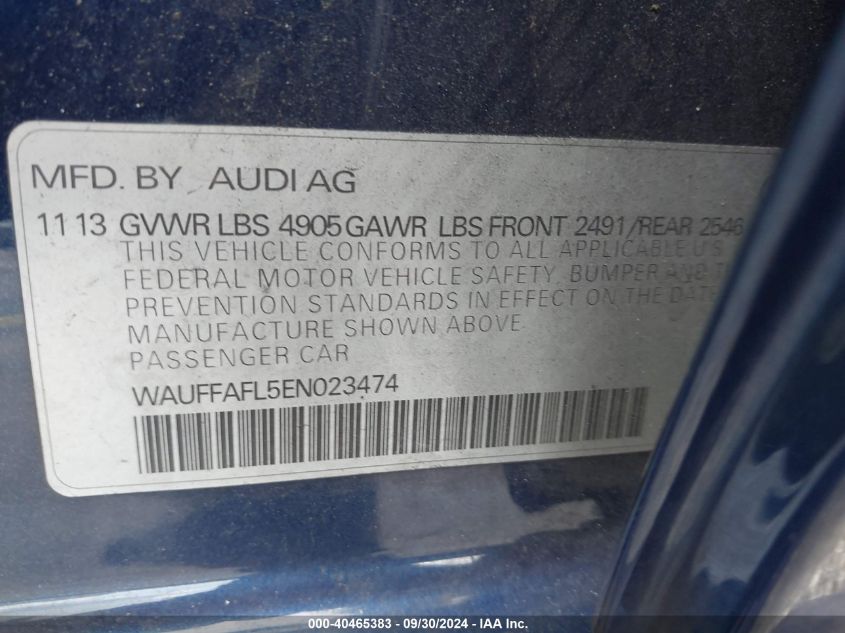 MFD. BY AUDI AG
11 13 GVWR LBS 4905 GAWR LBS FRONT 2491/REAR 2546
THIS VEHICLE CONFORMS TO ALL APPLICABLE U S
FEDERAL MOTOR VEHICLE SAFETY, BUMPER AND
PREVENTION STANDARDS IN EFFECT ON THE DATE
MANUFACTURE SHOWN ABOVE
PASSENGER CAR
WAUFFAFL5EN023474
000-40465383 - 09/30/2024 - IAA Inc.